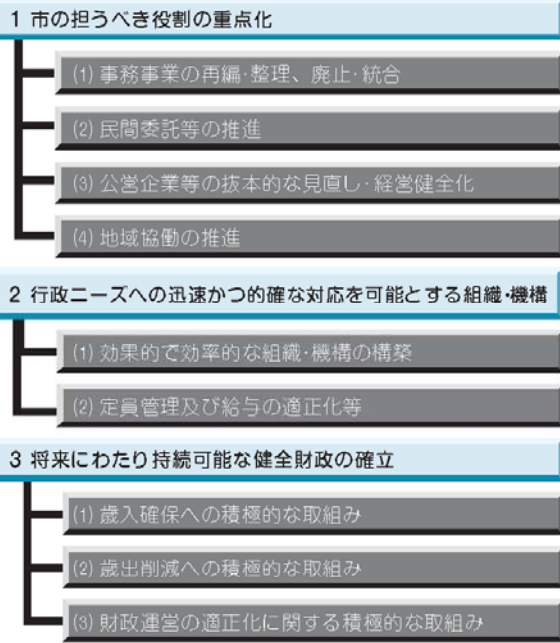 1 市の担うべき役割の重点化
(1) 事務事業の再編・整理、廃止・統合
(2) 民間委託等の推進
(3) 公営企業等の抜本的な見直し・経営健全化
(4) 地域協働の推進
2 行政ニーズへの迅速かつ的確な対応を可能とする組織・機構
(1) 効果的で効率的な組織・機構の構築
(2) 定員管理及び給与の適正化等
3 将来にわたり持続可能な健全財政の確立
(1) 歳入確保への積極的な取組み
(2) 歳出削減への積極的な取組み
(3) 財政運営の適正化に関する積極的な取組み